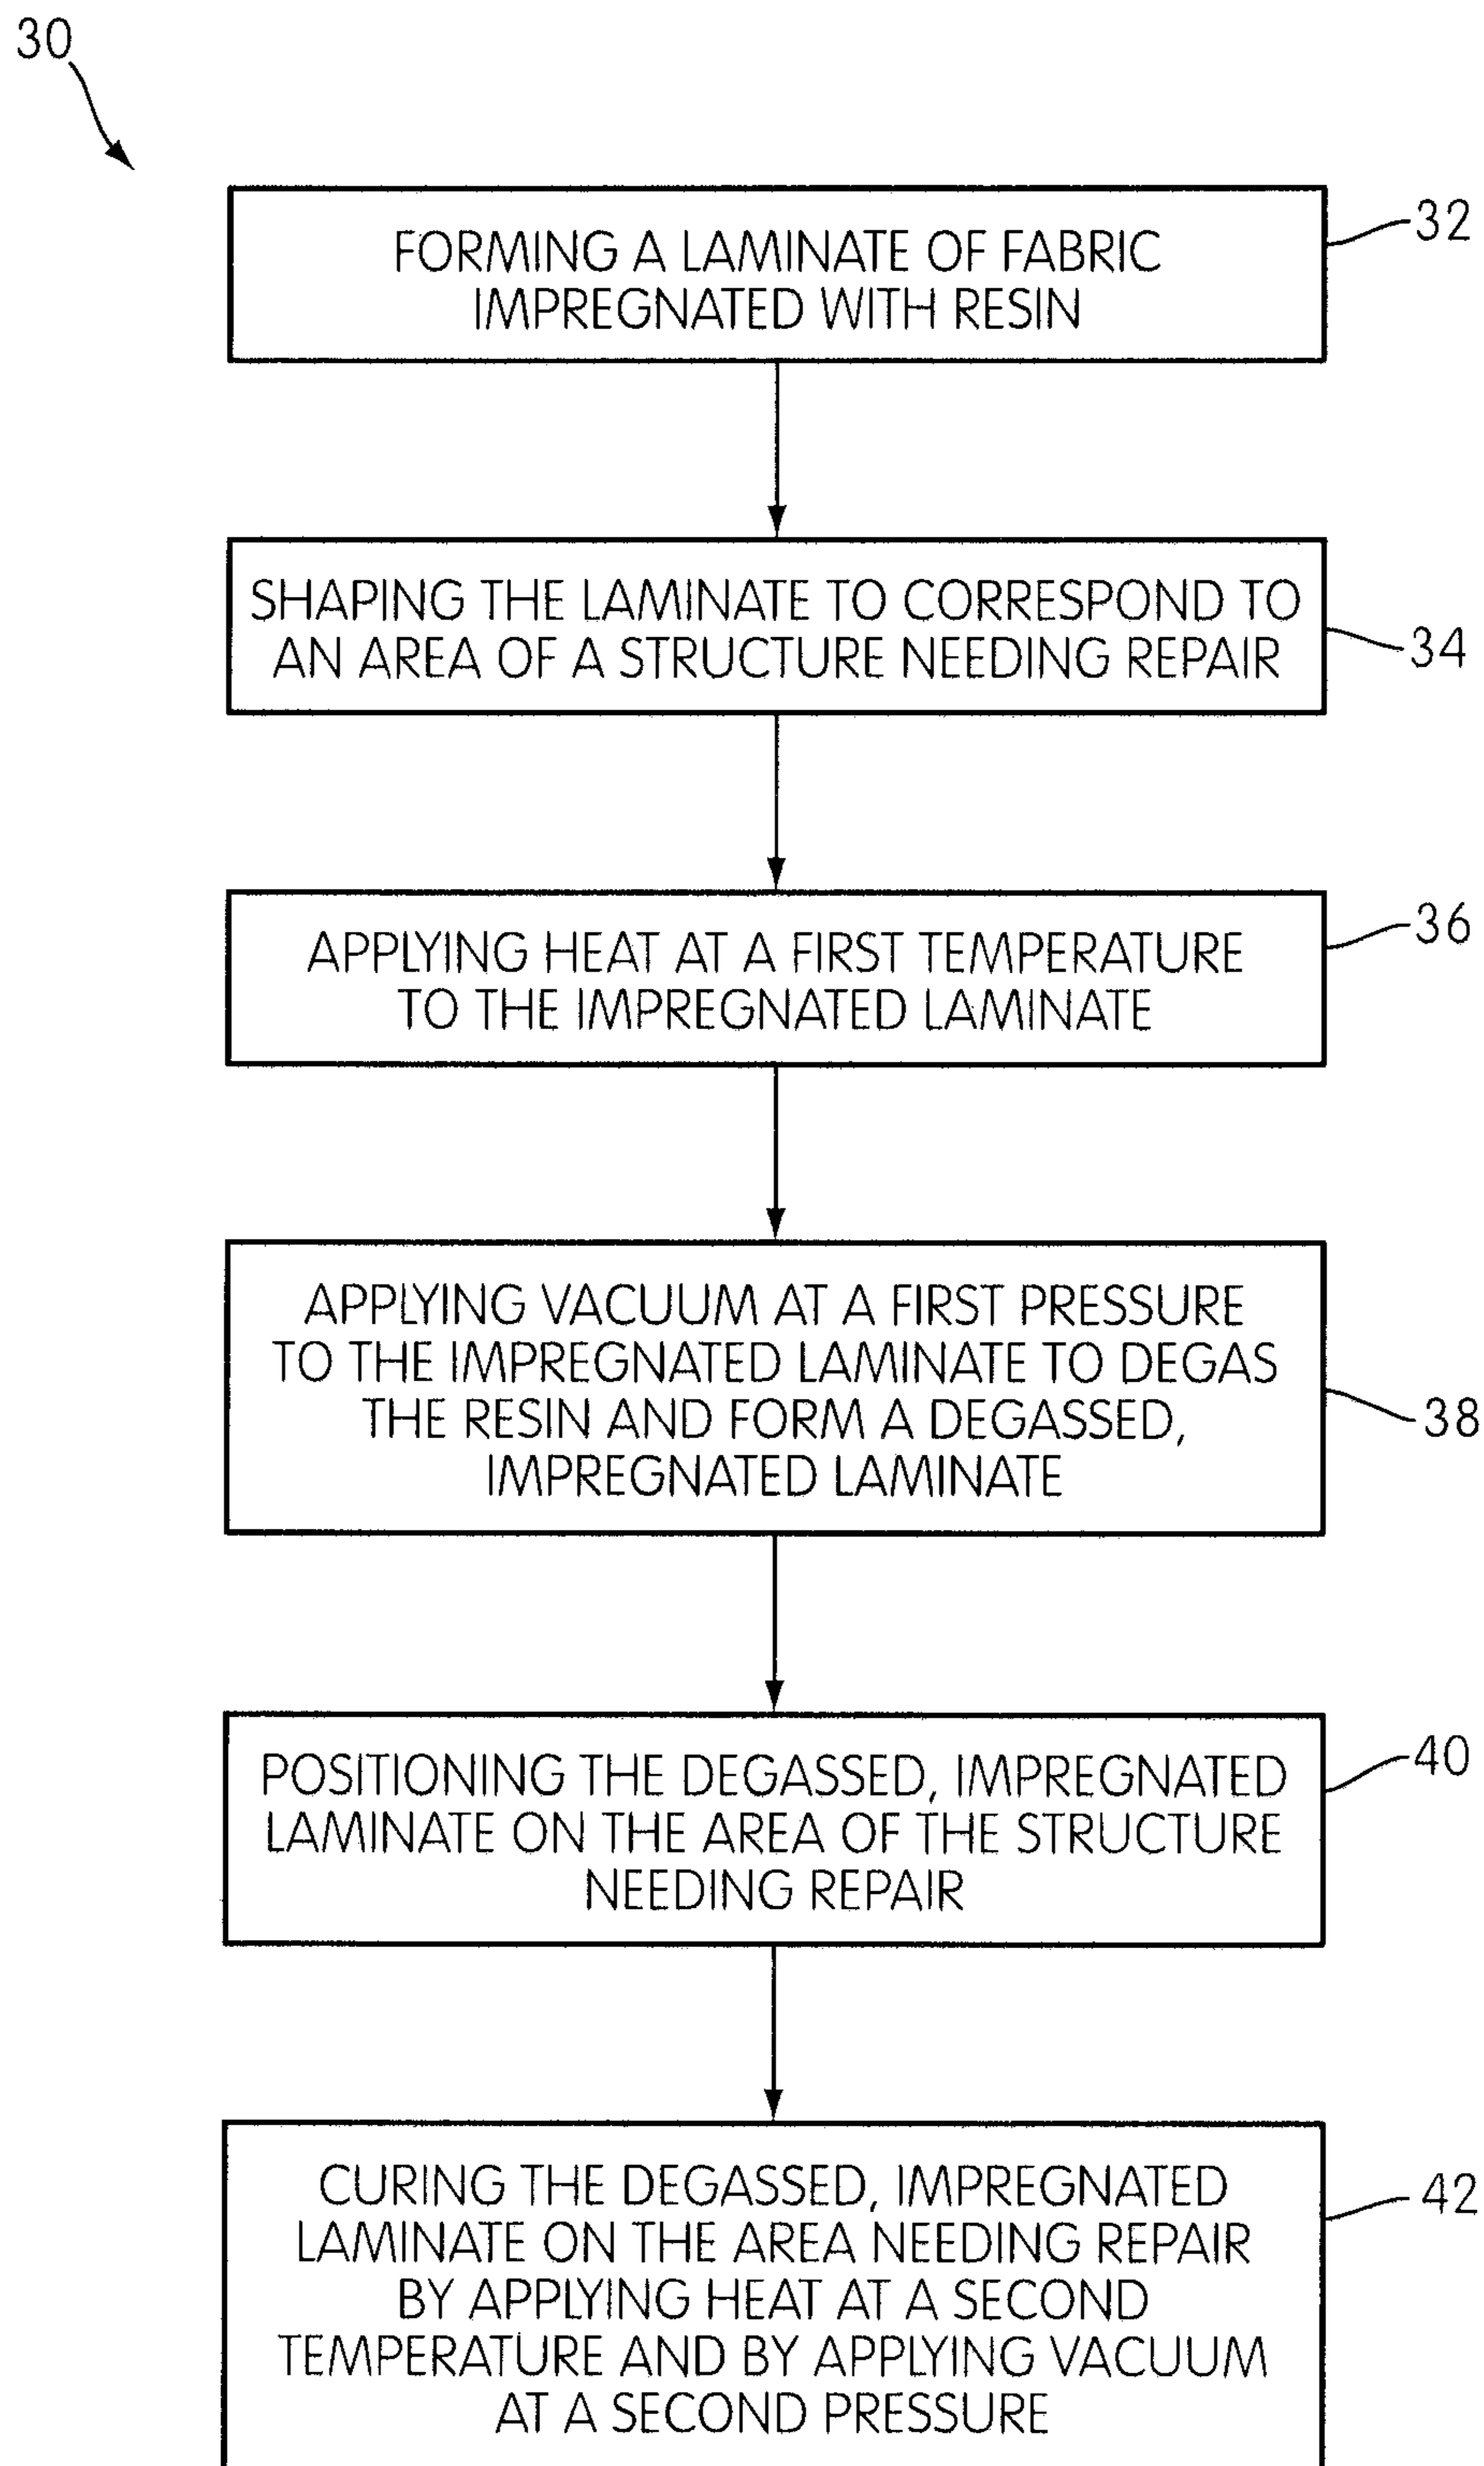 30
FORMING A LAMINATE OF FABRIC
IMPREGNATED WITH RESIN
32
SHAPING THE LAMINATE TO CORRESPOND TO
AN AREA OF A STRUCTURE NEEDING REPAIR
34
APPLYING HEAT AT A FIRST TEMPERATURE
TO THE IMPREGNATED LAMINATE
36
APPLYING VACUUM AT A FIRST PRESSURE
TO THE IMPREGNATED LAMINATE TO DEGAS
THE RESIN AND FORM A DEGASSED,
IMPREGNATED LAMINATE
38
POSITIONING THE DEGASSED, IMPREGNATED
LAMINATE ON THE AREA OF THE STRUCTURE
NEEDING REPAIR
40
CURING THE DEGASSED, IMPREGNATED
LAMINATE ON THE AREA NEEDING REPAIR
BY APPLYING HEAT AT A SECOND
TEMPERATURE AND BY APPLYING VACUUM
AT A SECOND PRESSURE
42